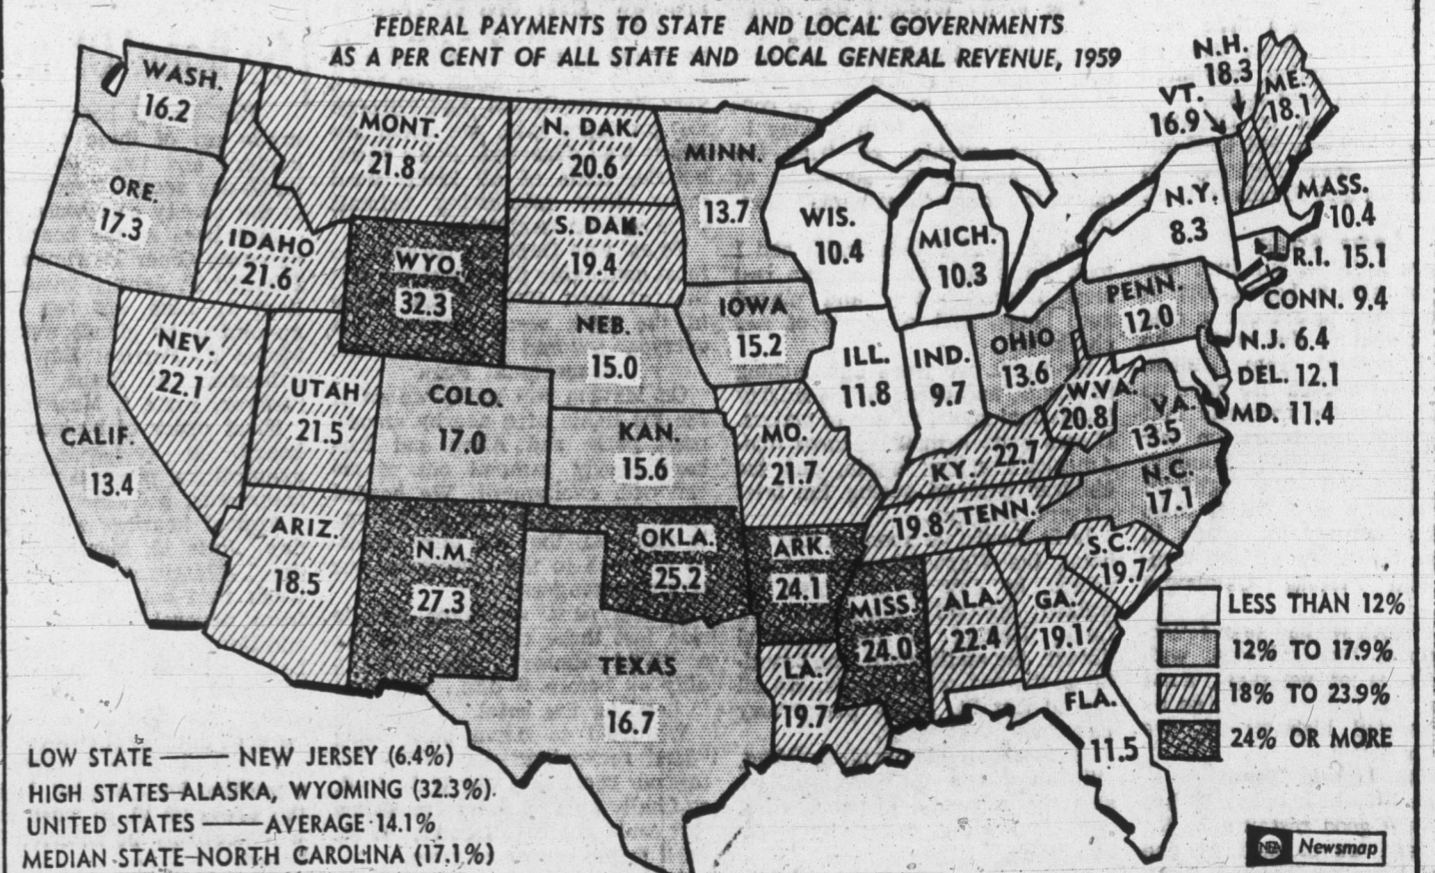 FEDERAL PAYMENTS TO STATE AND LOCAL GOVERNMENTS
AS A PER CENT OF ALL STATE AND LOCAL GENERAL REVENUE, 1959
WASH.
16.2
ORE.
17.3
CALIF.
13.4
NEV.
22.1
IDAHO
21.6
MONT.
21.8
WYO.
32.3
UTAH
21.5
COLO.
17.0
ARIZ.
18.5
N.M.
27.3
N. DAK.
20.6
S. DAK.
19.4
NEB.
15.0
KAN.
15.6
OKLA.
25.2
TEXAS
16.7
MINN.
13.7
IOWA
15.2
MO.
21.7
ARK.
24.1
LA.
19.7
WIS.
10.4
ILL.
11.8
MICH.
10.3
IND.
9.7
OHIO
13.6
KY. 22.7
19.8 TENN.
MISS.
24.0
ALA.
22.4
GA.
19.1
FLA.
11.5
S.C.
19.7
N.C.
17.1
VA.
13.5
W.VA.
20.8
PENN.
12.0
N.Y.
8.3
VT.
16.9
N.H.
18.3
ME.
18.1
MASS.
10.4
R.I. 15.1
CONN. 9.4
N.J. 6.4
DEL. 12.1
MD. 11.4
LESS THAN 12%
12% TO 17.9%
18% TO 23.9%
24% OR MORE
LOW STATE — NEW JERSEY (6.4%)
HIGH STATES-ALASKA, WYOMING (32.3%).
UNITED STATES — AVERAGE 14.1%
MEDIAN STATE-NORTH CAROLINA (17.1%)
NEA Newsmap